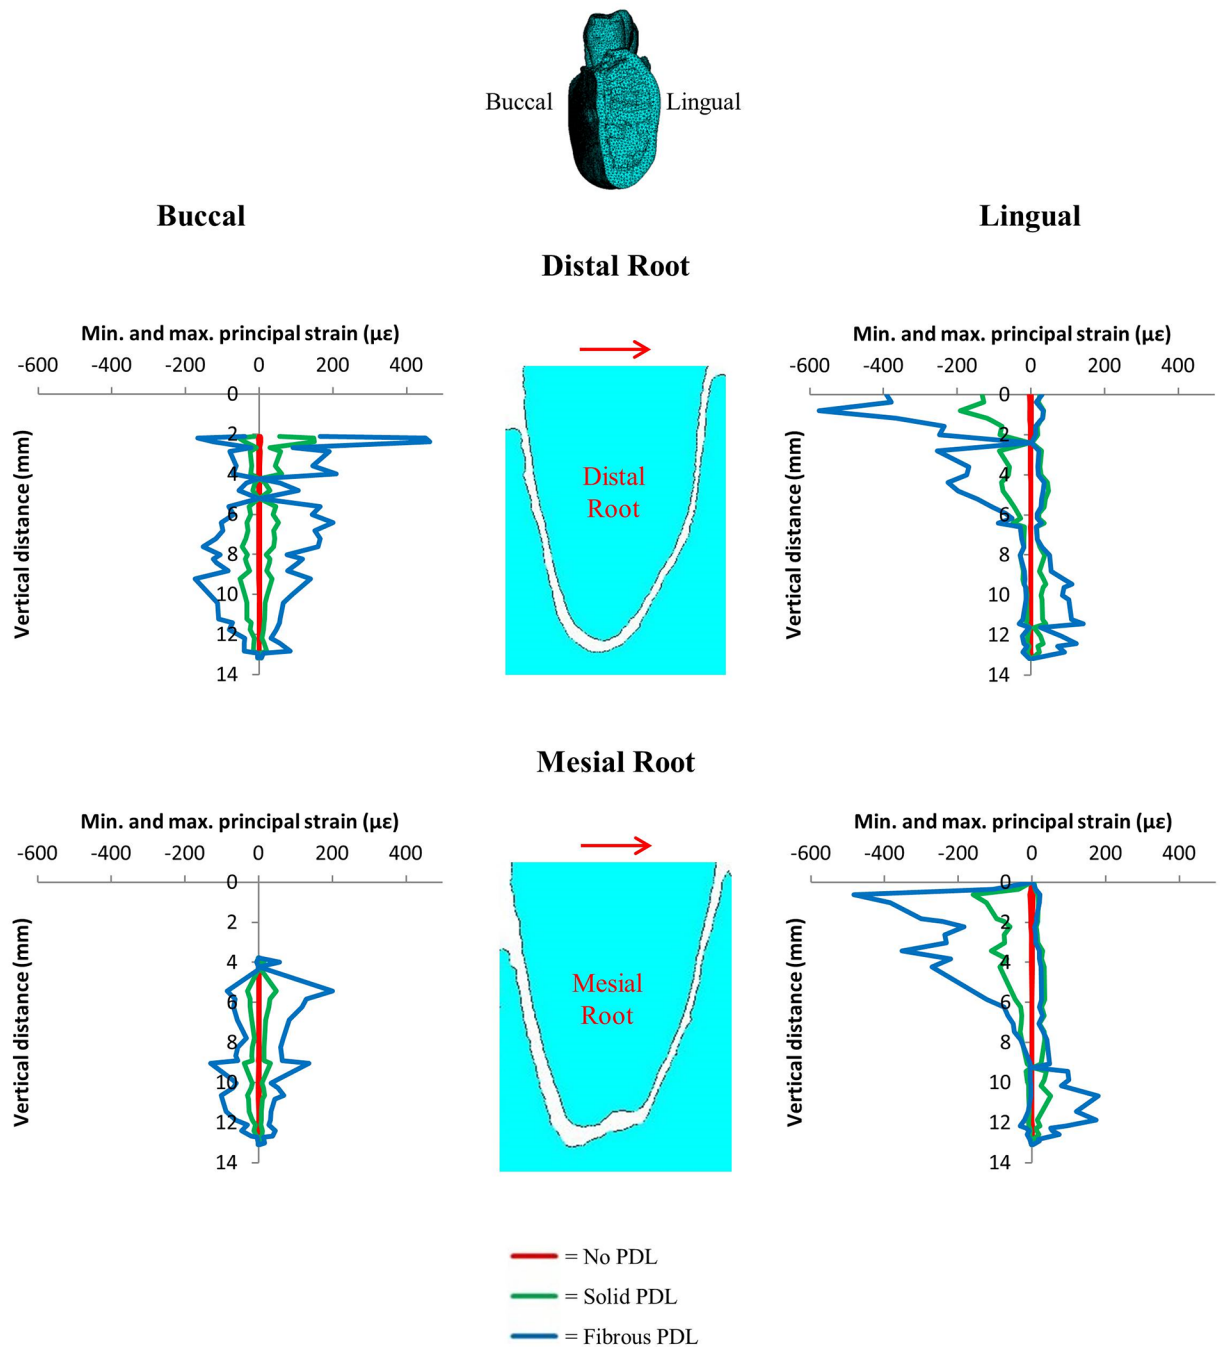 Buccal
Lingual
Buccal
Lingual
Distal Root
Min. and max. principal strain (με)
-600 -400 -200 0 200 400
Vertical distance (mm)
0
2
4
6
8
10
12
14
Distal
Root
Min. and max. principal strain (με)
-600 -400 -200 0 200 400
Vertical distance (mm)
0
2
4
6
8
10
12
14
Mesial Root
Min. and max. principal strain (με)
-600 -400 -200 0 200 400
Vertical distance (mm)
0
2
4
6
8
10
12
14
Mesial
Root
Min. and max. principal strain (με)
-600 -400 -200 0 200 400
Vertical distance (mm)
0
2
4
6
8
10
12
14
= No PDL
= Solid PDL
= Fibrous PDL